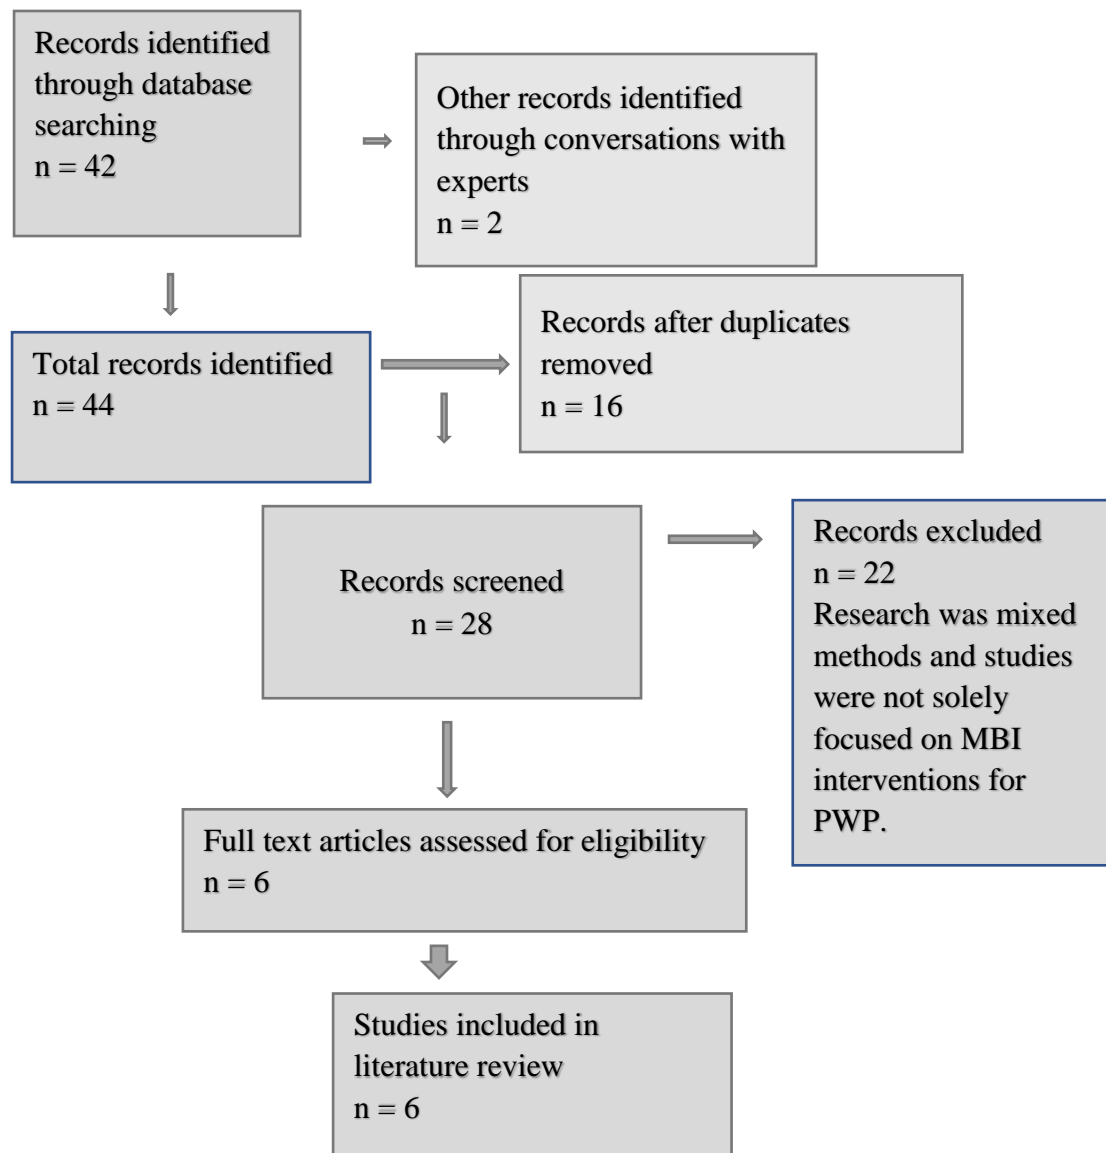 Records identified
through database
searching
n = 42
Other records identified
through conversations with
experts
n = 2
Total records identified
n = 44
Records after duplicates
removed
n = 16
Records screened
n = 28
Records excluded
n = 22
Research was mixed
methods and studies
were not solely
focused on MBI
interventions for
PWP.
Full text articles assessed for eligibility
n = 6
Studies included in
literature review
n = 6